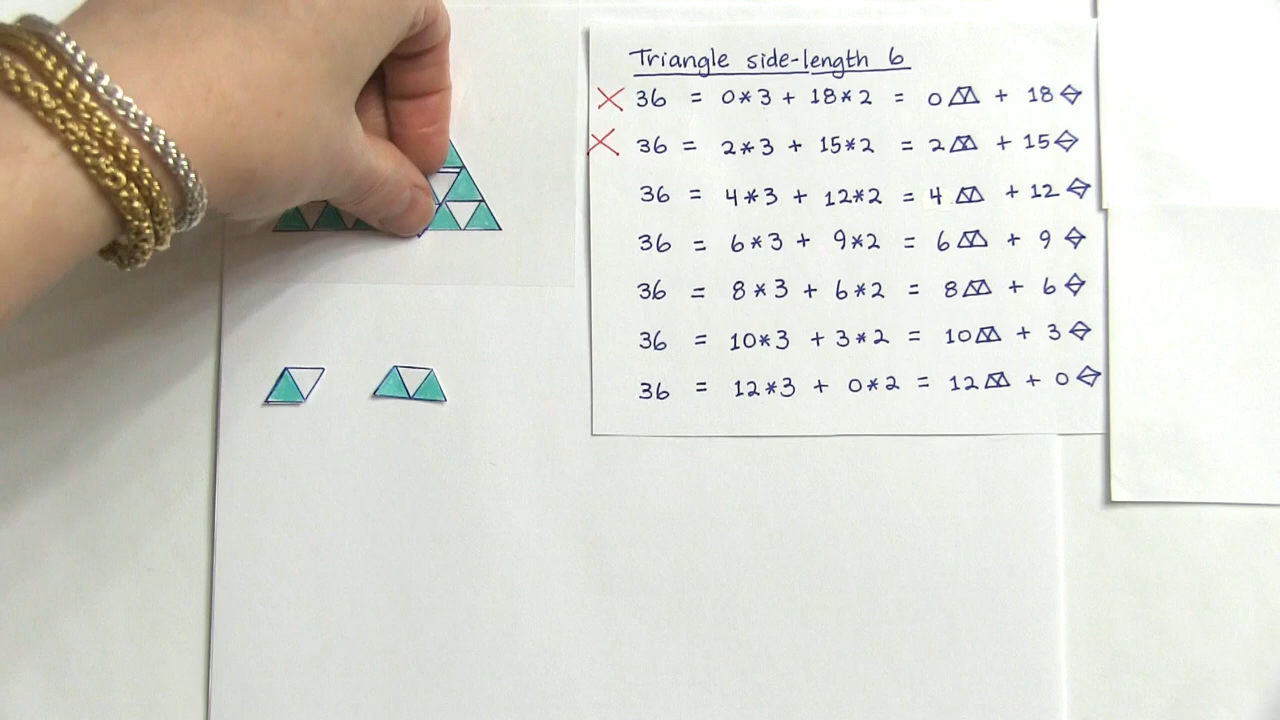 Triangle side-length 6
✗ 36 = 0*3 + 18*2 = 0 + 18
✗ 36 = 2*3 + 15*2 = 2 + 15
36 = 4*3 + 12*2 = 4 + 12
36 = 6*3 + 9*2 = 6 + 9
36 = 8*3 + 6*2 = 8 + 6
36 = 10*3 + 3*2 = 10 + 3
36 = 12*3 + 0*2 = 12 + 0